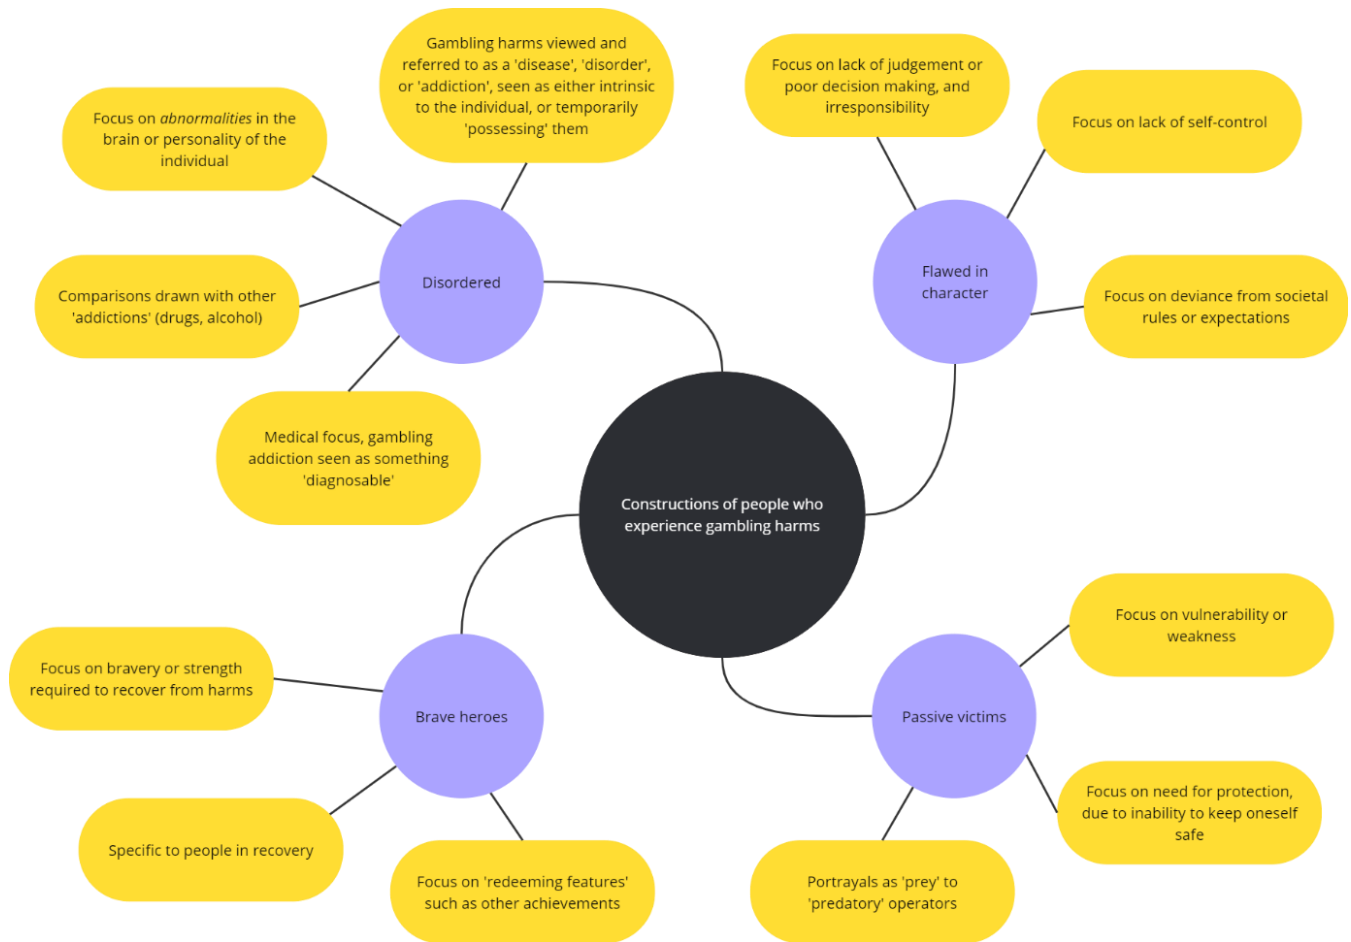 Gambling harms viewed and
referred to as a 'disease', 'disorder',
or 'addiction', seen as either intrinsic
to the individual, or temporarily
'possessing' them
Focus on abnormalities in the
brain or personality of the
individual
Disordered
Comparisons drawn with other
'addictions' (drugs, alcohol)
Medical focus, gambling
addiction seen as something
'diagnosable'
Focus on lack of judgement or
poor decision making, and
irresponsibility
Focus on lack of self-control
Flawed in
character
Focus on deviance from societal
rules or expectations
Constructions of people who
experience gambling harms
Focus on bravery or strength
required to recover from harms
Brave heroes
Specific to people in recovery
Focus on 'redeeming features'
such as other achievements
Focus on vulnerability or
weakness
Passive victims
Focus on need for protection,
due to inability to keep oneself
safe
Portrayals as 'prey' to
'predatory' operators